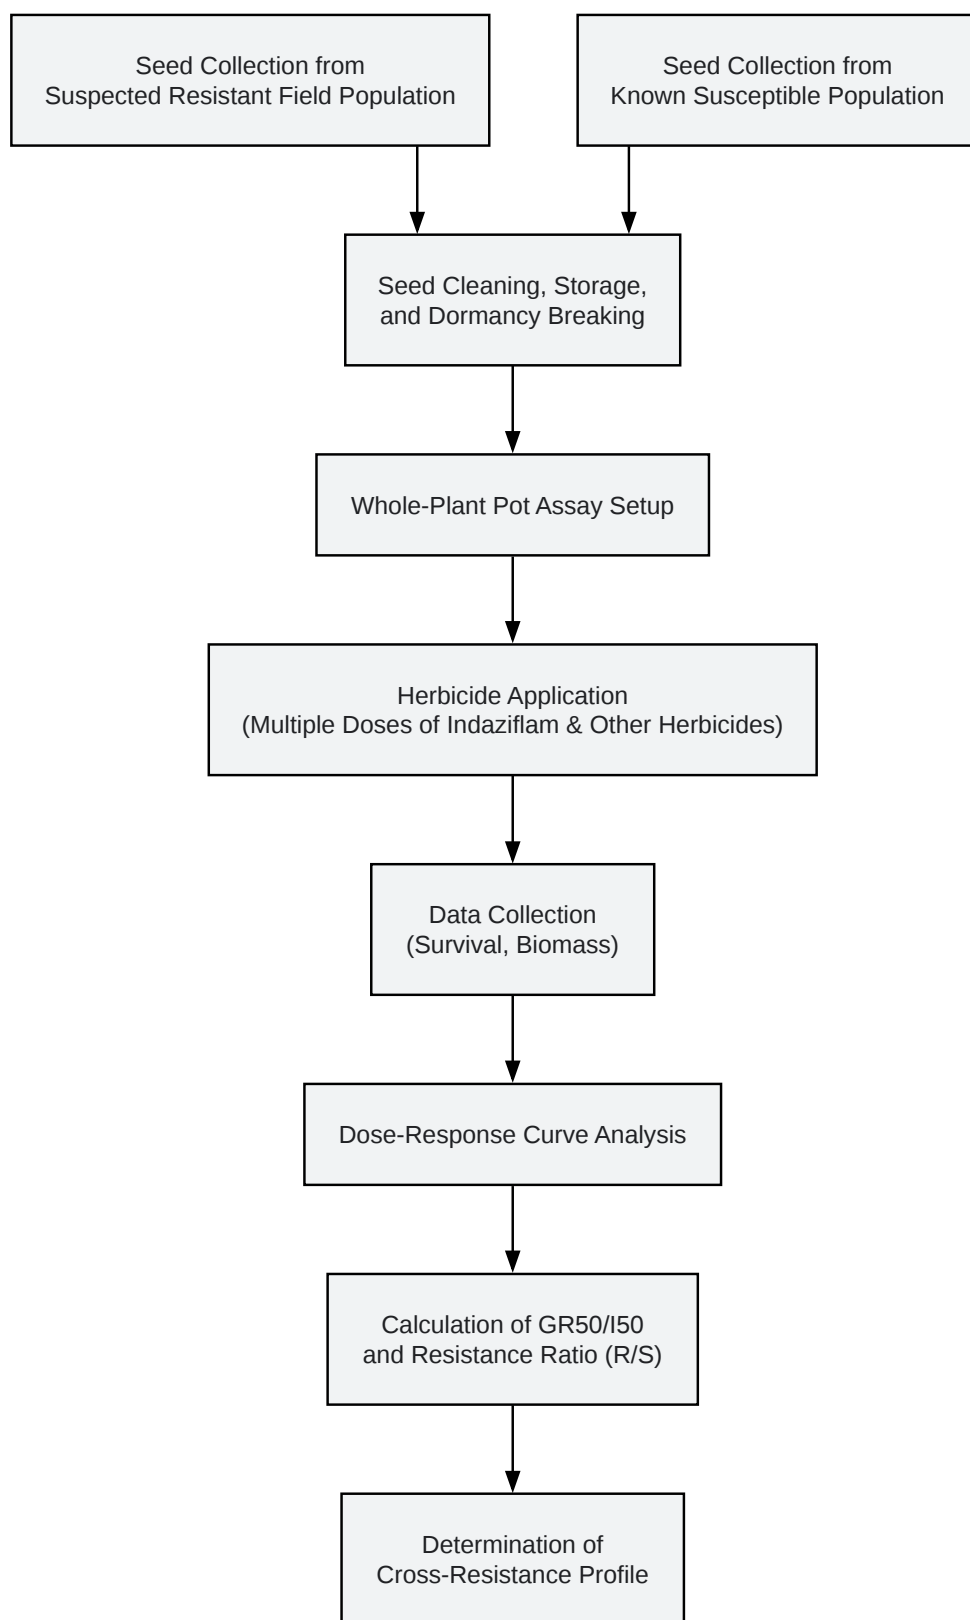 Seed Collection from
Suspected Resistant Field Population
Seed Collection from
Known Susceptible Population
Seed Cleaning, Storage,
and Dormancy Breaking
Whole-Plant Pot Assay Setup
Herbicide Application
(Multiple Doses of Indaziflam & Other Herbicides)
Data Collection
(Survival, Biomass)
Dose-Response Curve Analysis
Calculation of GR50/I50
and Resistance Ratio (R/S)
Determination of
Cross-Resistance Profile